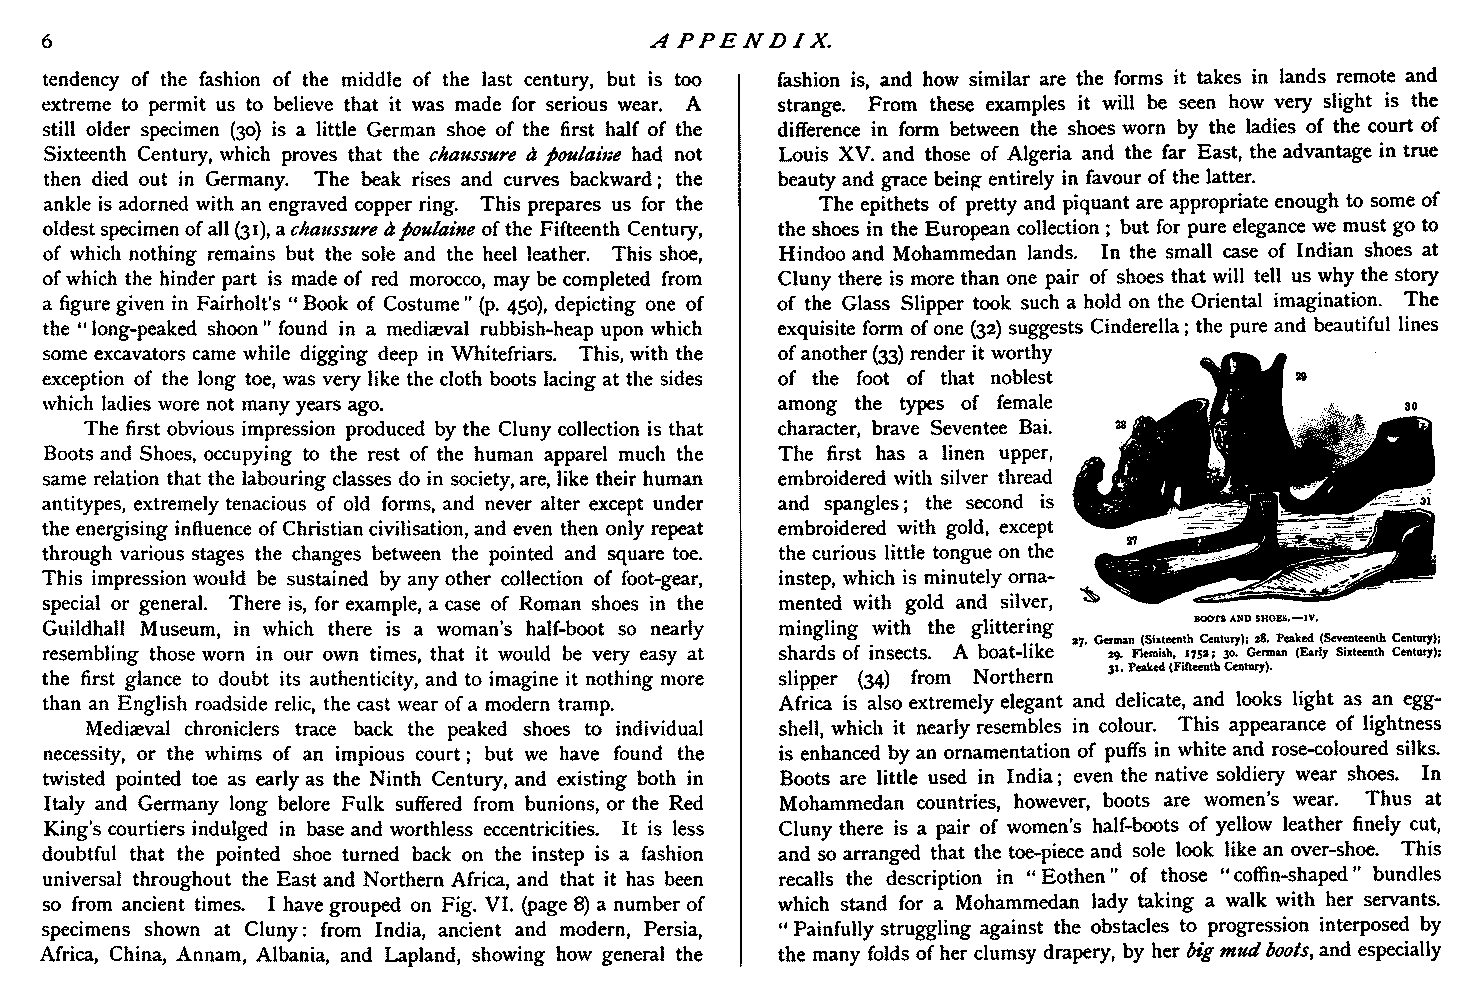 6
APPENDIX.
tendency of the fashion of the middle of the last century, but is too
extreme to permit us to believe that it was made for serious wear. A
still older specimen (30) is a little German shoe of the first half of the
Sixteenth Century, which proves that the chaussure à poulaine had not
then died out in Germany. The beak rises and curves backward; the
ankle is adorned with an engraved copper ring. This prepares us for the
oldest specimen of all (31), a chaussure à poulaine of the Fifteenth Century,
of which nothing remains but the sole and the heel leather. This shoe,
of which the hinder part is made of red morocco, may be completed from
a figure given in Fairholt's "Book of Costume" (p. 450), depicting one of
the "long-peaked shoon" found in a mediæval rubbish-heap upon which
some excavators came while digging deep in Whitefriars. This, with the
exception of the long toe, was very like the cloth boots lacing at the sides
which ladies wore not many years ago.
The first obvious impression produced by the Cluny collection is that
Boots and Shoes, occupying to the rest of the human apparel much the
same relation that the labouring classes do in society, are, like their human
antitypes, extremely tenacious of old forms, and never alter except under
the energising influence of Christian civilisation, and even then only repeat
through various stages the changes between the pointed and square toe.
This impression would be sustained by any other collection of foot-gear,
special or general. There is, for example, a case of Roman shoes in the
Guildhall Museum, in which there is a woman's half-boot so nearly
resembling those worn in our own times, that it would be very easy at
the first glance to doubt its authenticity, and to imagine it nothing more
than an English roadside relic, the cast wear of a modern tramp.
Mediæval chroniclers trace back the peaked shoes to individual
necessity, or the whims of an impious court; but we have found the
twisted pointed toe as early as the Ninth Century, and existing both in
Italy and Germany long belore Fulk suffered from bunions, or the Red
King's courtiers indulged in base and worthless eccentricities. It is less
doubtful that the pointed shoe turned back on the instep is a fashion
universal throughout the East and Northern Africa, and that it has been
so from ancient times. I have grouped on Fig. VI. (page 8) a number of
specimens shown at Cluny: from India, ancient and modern, Persia,
Africa, China, Annam, Albania, and Lapland, showing how general the
fashion is, and how similar are the forms it takes in lands remote and
strange. From these examples it will be seen how very slight is the
difference in form between the shoes worn by the ladies of the court of
Louis XV. and those of Algeria and the far East, the advantage in true
beauty and grace being entirely in favour of the latter.
The epithets of pretty and piquant are appropriate enough to some of
the shoes in the European collection; but for pure elegance we must go to
Hindoo and Mohammedan lands. In the small case of Indian shoes at
Cluny there is more than one pair of shoes that will tell us why the story
of the Glass Slipper took such a hold on the Oriental imagination. The
exquisite form of one (32) suggests Cinderella; the pure and beautiful lines
of another (33) render it worthy
of the foot of that noblest
among the types of female
character, brave Seventee Bai.
The first has a linen upper,
embroidered with silver thread
and spangles; the second is
embroidered with gold, except
the curious little tongue on the
instep, which is minutely orna-
mented with gold and silver,
mingling with the glittering
shards of insects. A boat-like
slipper (34) from Northern
29
30
28
31
27
BOOTS AND SHOES.—IV.
27. German (Sixteenth Century); 28. Peaked (Seventeenth Century);
29. Flemish, 1752; 30. German (Early Sixteenth Century);
31. Peaked (Fifteenth Century).
Africa is also extremely elegant and delicate, and looks light as an egg-
shell, which it nearly resembles in colour. This appearance of lightness
is enhanced by an ornamentation of puffs in white and rose-coloured silks.
Boots are little used in India; even the native soldiery wear shoes. In
Mohammedan countries, however, boots are women's wear. Thus at
Cluny there is a pair of women's half-boots of yellow leather finely cut,
and so arranged that the toe-piece and sole look like an over-shoe. This
recalls the description in "Eothen" of those "coffin-shaped" bundles
which stand for a Mohammedan lady taking a walk with her servants.
"Painfully struggling against the obstacles to progression interposed by
the many folds of her clumsy drapery, by her big mud boots, and especially